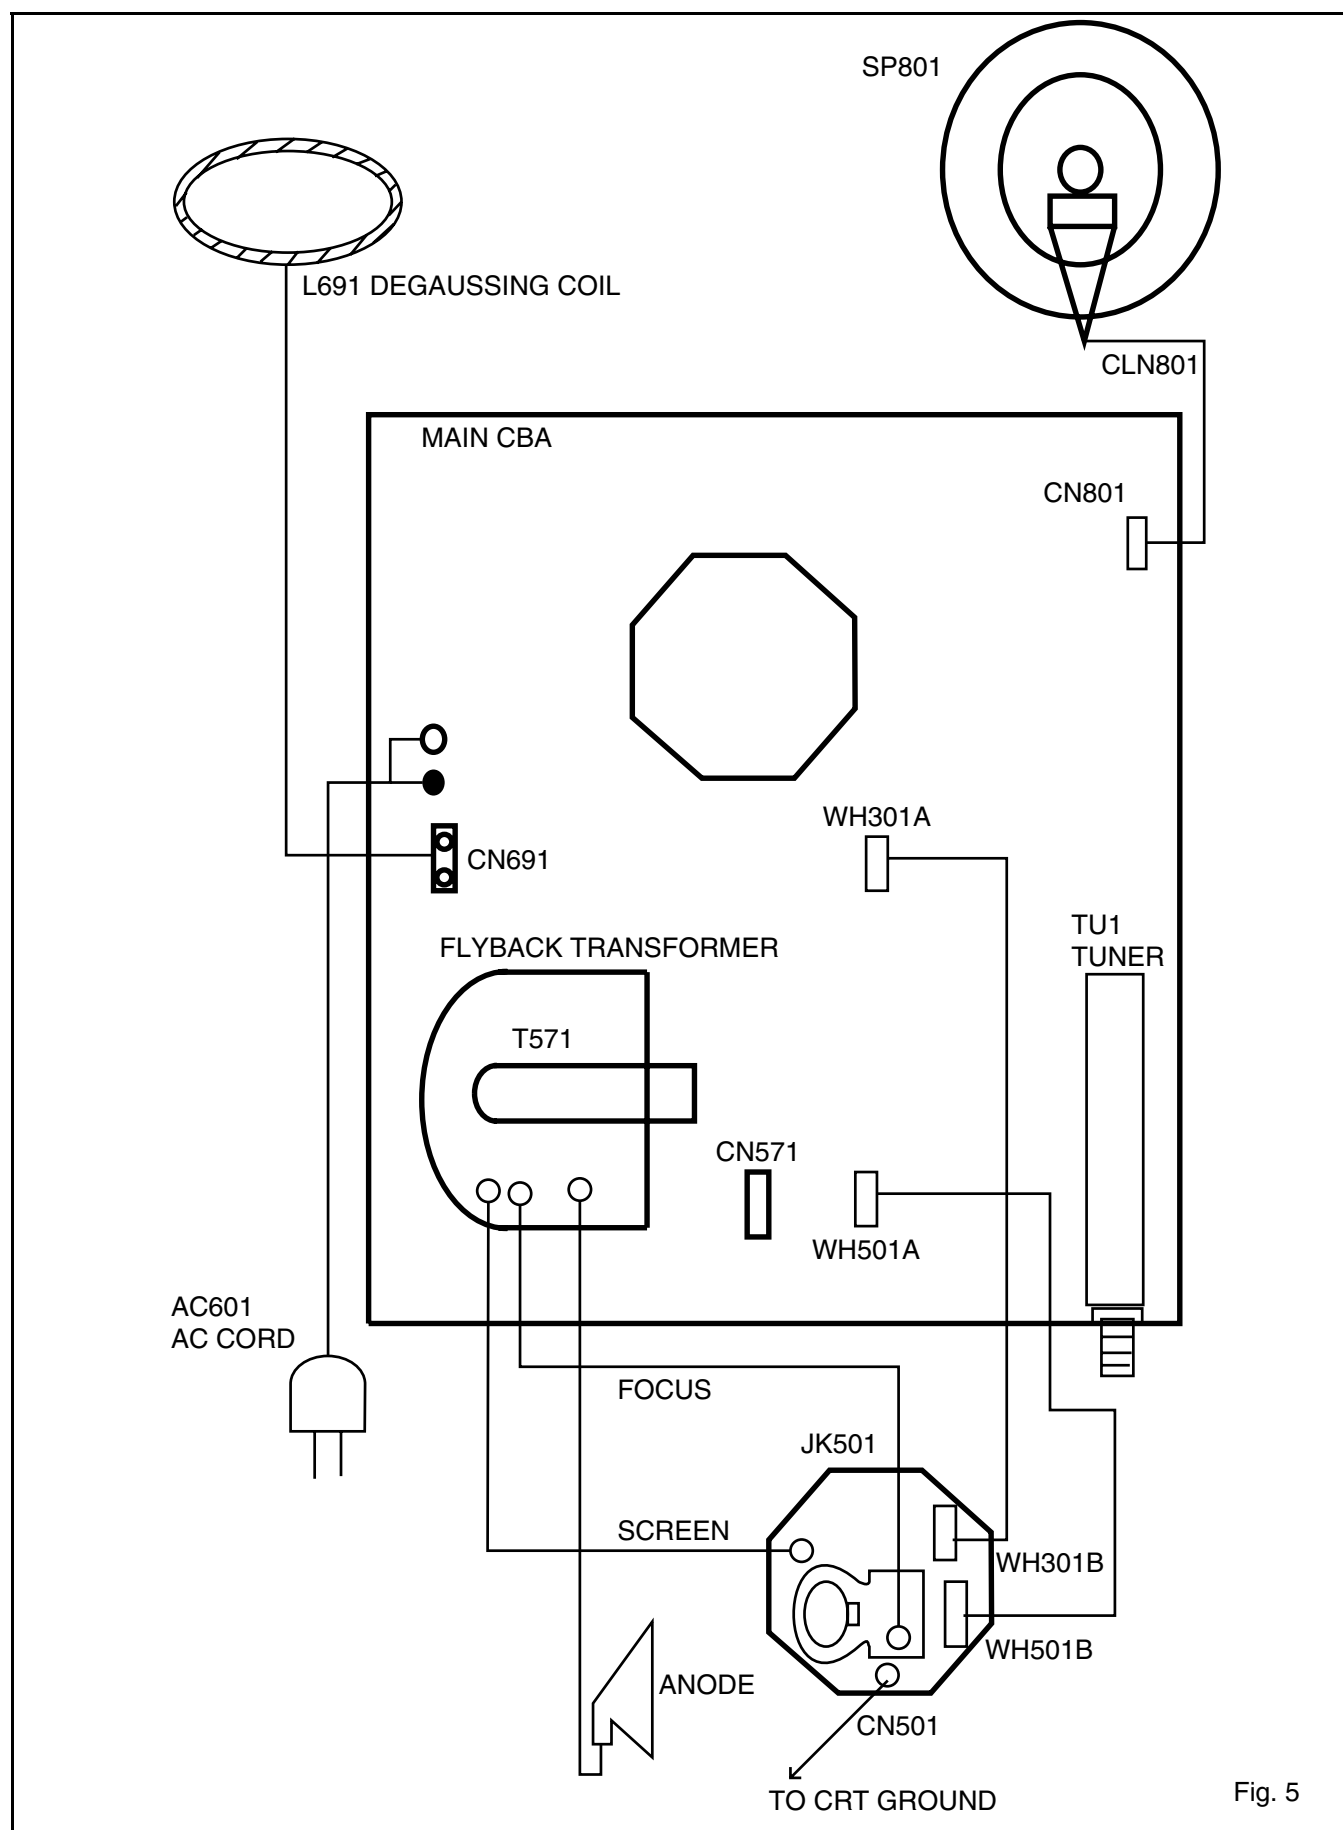 SP801
L691 DEGAUSSING COIL
CLN801
MAIN CBA
CN801
WH301A
CN691
TU1
TUNER
FLYBACK TRANSFORMER
T571
CN571
WH501A
AC601
AC CORD
FOCUS
JK501
SCREEN
WH301B
WH501B
ANODE
CN501
TO CRT GROUND
Fig. 5